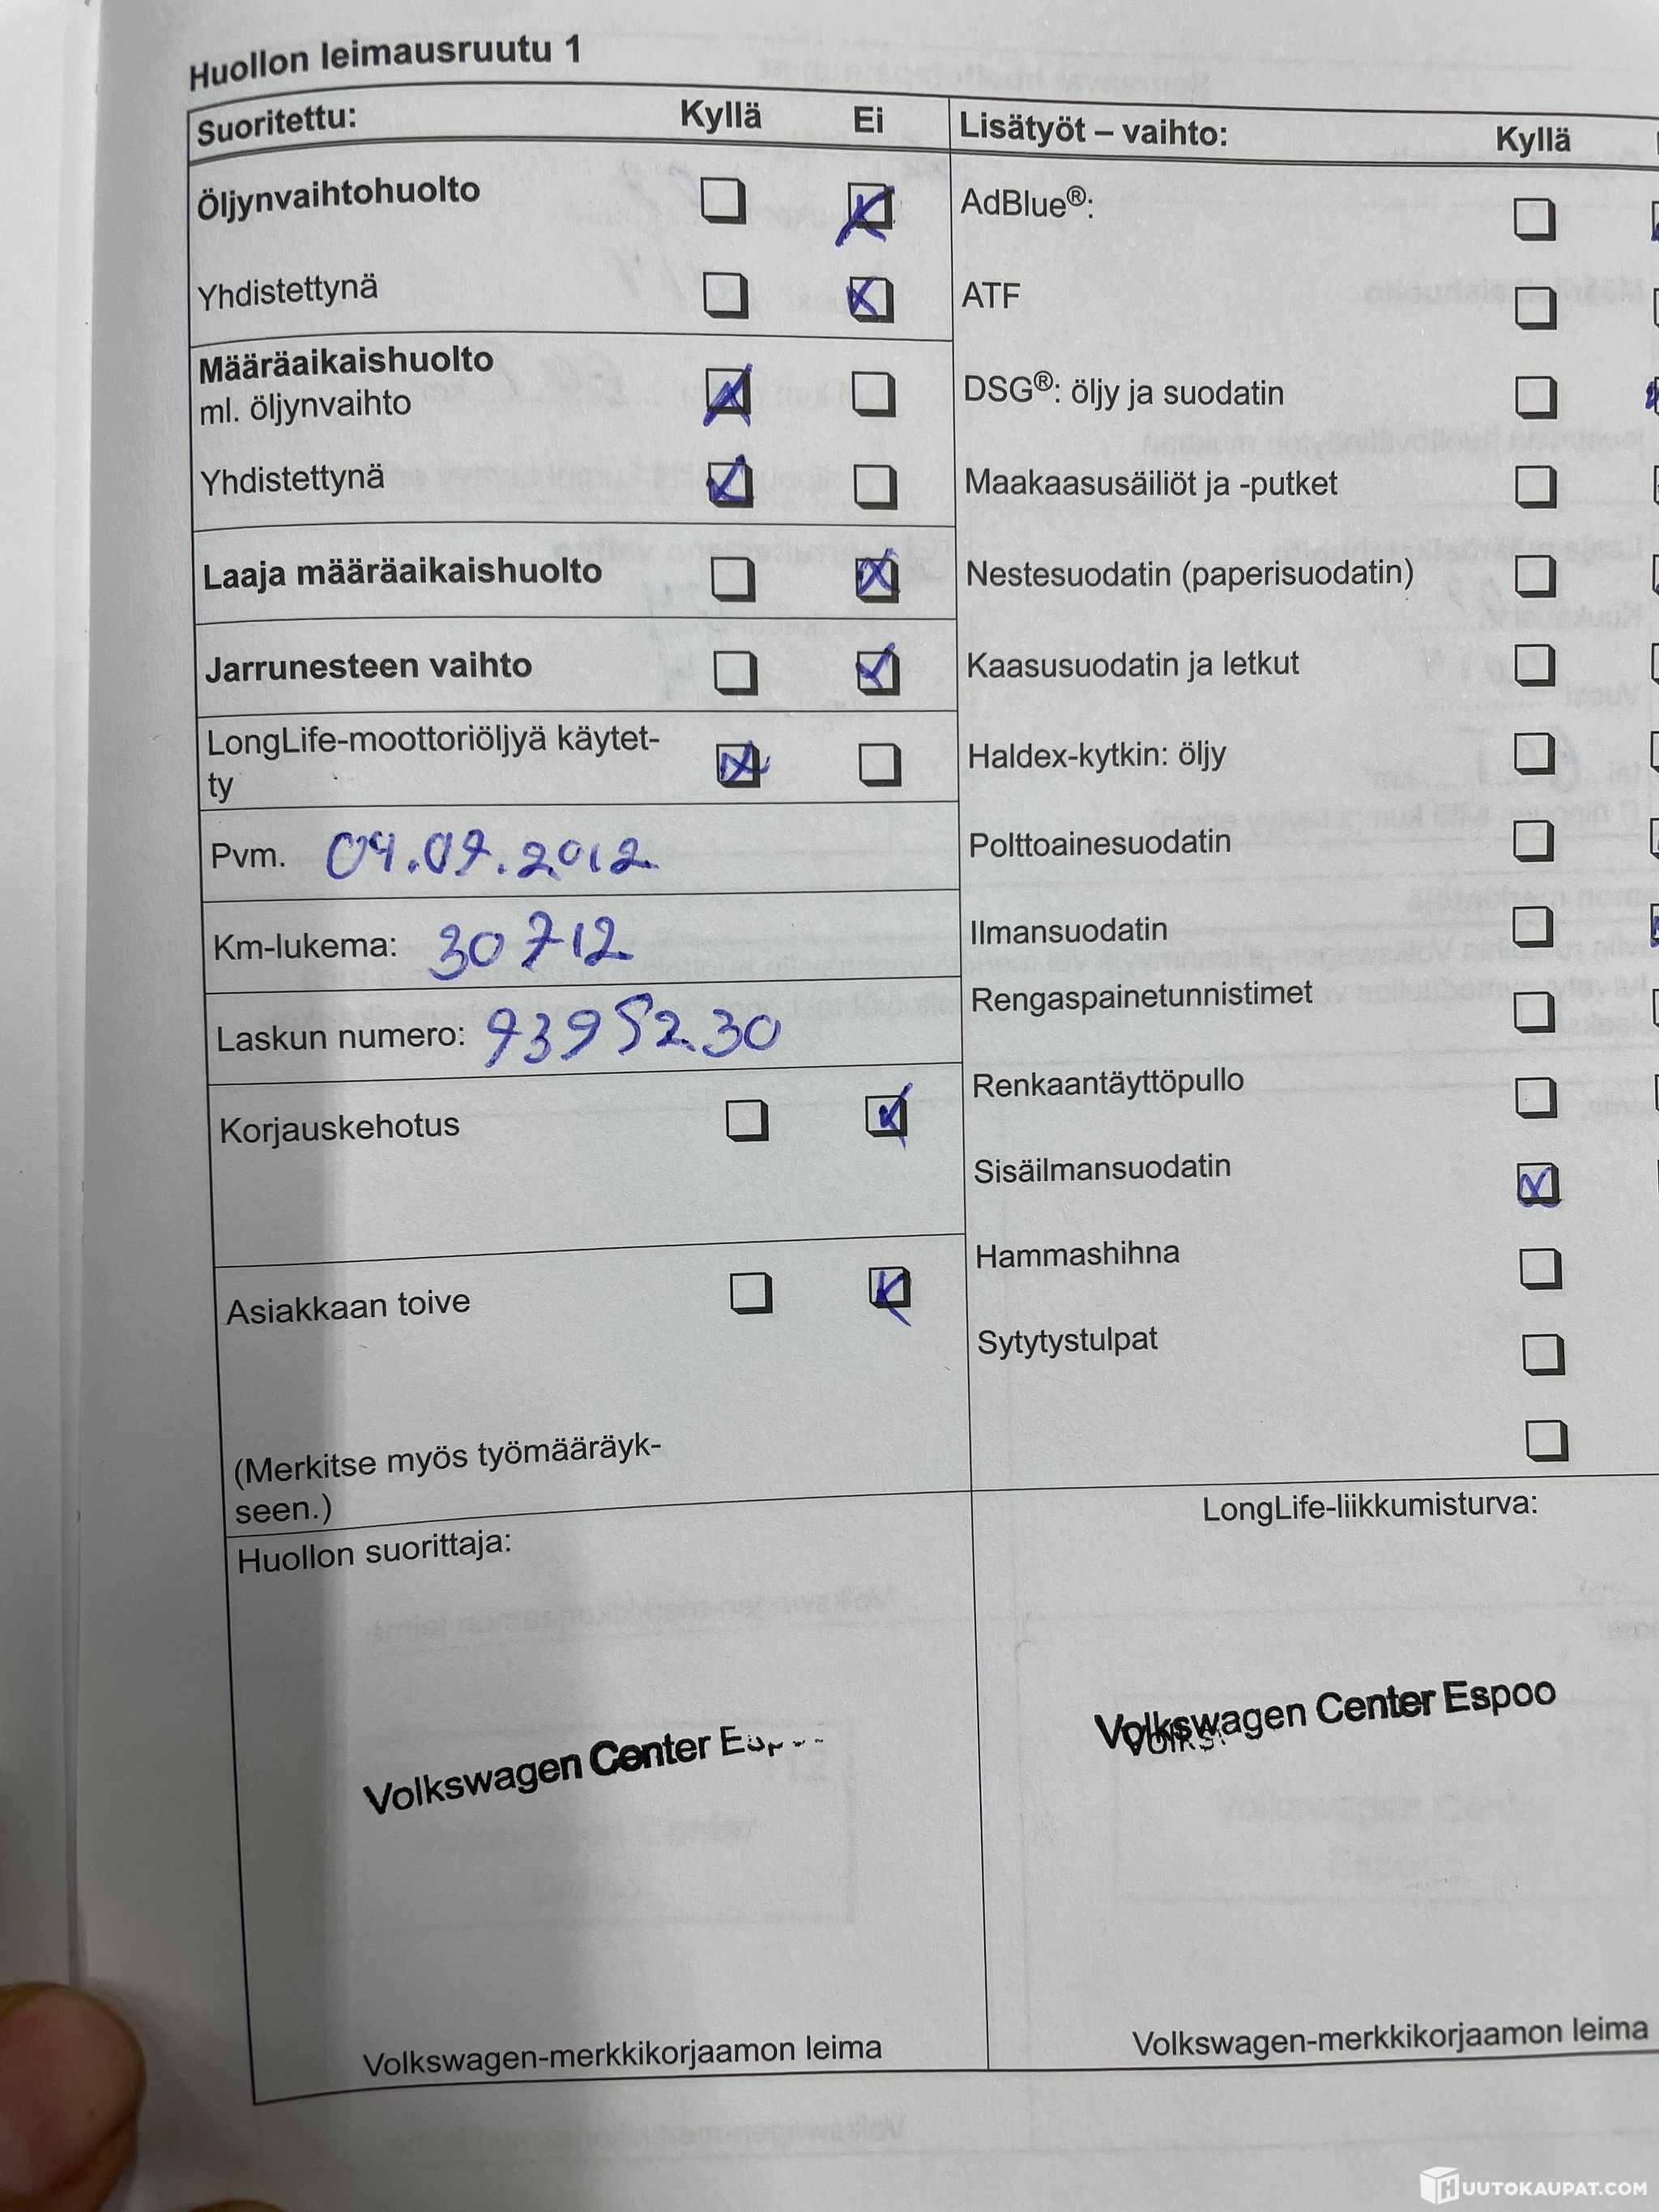 Huollon leimausruutu 1
Suoritettu: Kyllä Ei
Öljynvaihtohuolto
Yhdistettynä
Määräaikaishuolto
ml. öljynvaihto
Yhdistettynä
Laaja määräaikaishuolto
Jarrunesteen vaihto
LongLife-moottoriöljyä käytet-
ty
Pvm. 04.09.2012
Km-lukema: 30712
Laskun numero:
Korjauskehotus
Asiakkaan toive
(Merkitse myös työmääräyk-
seen.)
Huollon suorittaja:
Volkswagen Center
Volkswagen-merkkikorjaamon leima
Lisätyöt – vaihto: Kyllä
AdBlue®:
ATF
DSG®: öljy ja suodatin
Maakaasusäiliöt ja -putket
Nestesuodatin (paperisuodatin)
Kaasusuodatin ja letkut
Haldex-kytkin: öljy
Polttoainesuodatin
Ilmansuodatin
Rengaspainetunnistimet
Renkaantäyttöpullo
Sisäilmansuodatin
Hammashihna
Sytytystulpat
LongLife-liikkumisturva:
Volkswagen Center Espoo
Volkswagen-merkkikorjaamon leima
HUUTOKAUPAT.COM